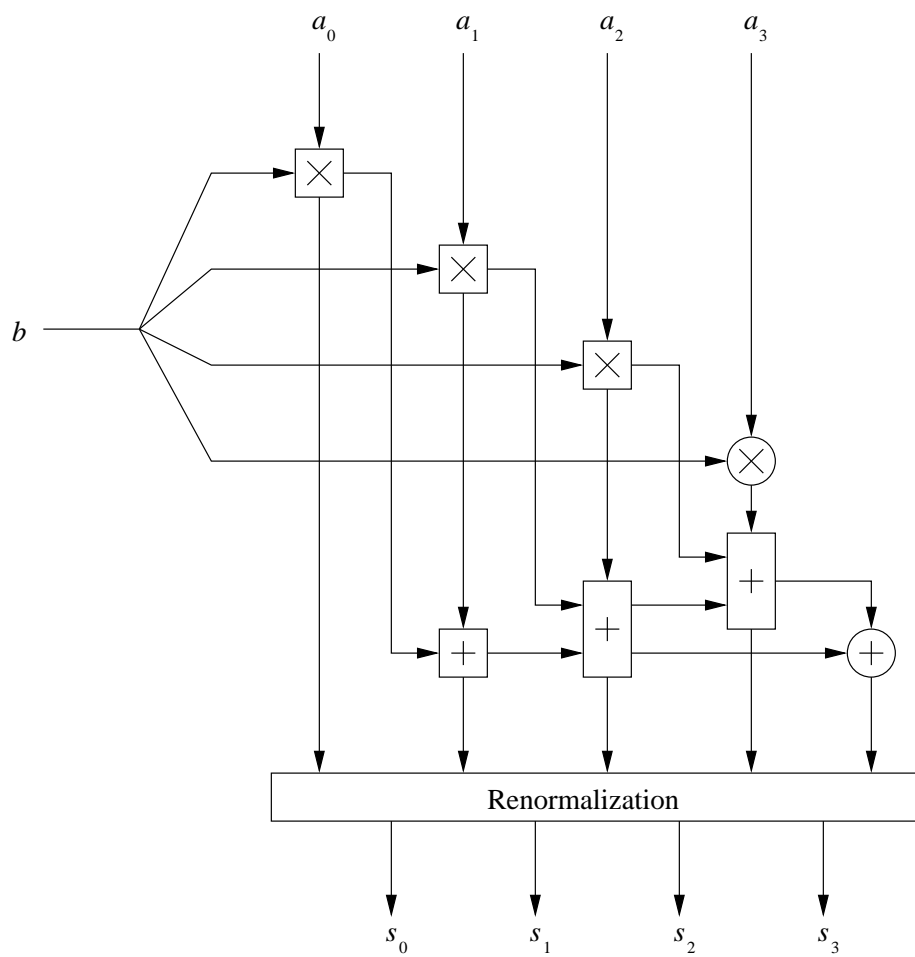 a₀ a₁ a₂ a₃
×
×
b
×
×
+
+
+ +
Renormalization
s₀ s₁ s₂ s₃